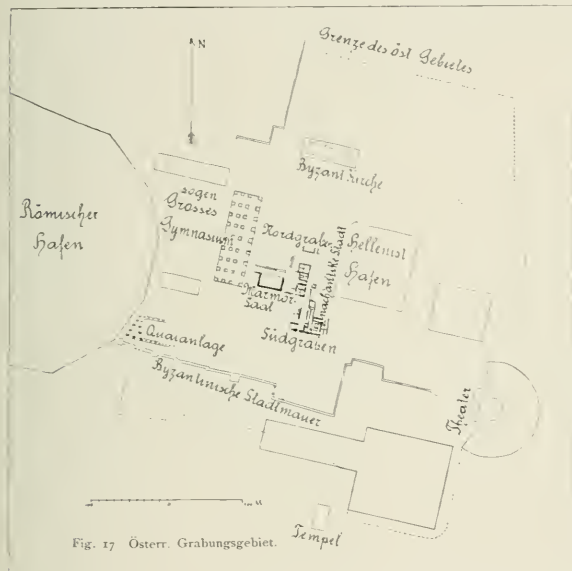 N
Grenze des öst Gebietes
Byzant Kirche
sogen
Grosses
Gymnasium
Römischer
Hafen
Nordgraben
Hellenist
Hafen
Marmor
Saal
Stadt
Südgraben
Quaianlage
Byzantinische Stadtmauer
Theater
Tempel
Fig. 17 Österr. Grabungsgebiet.